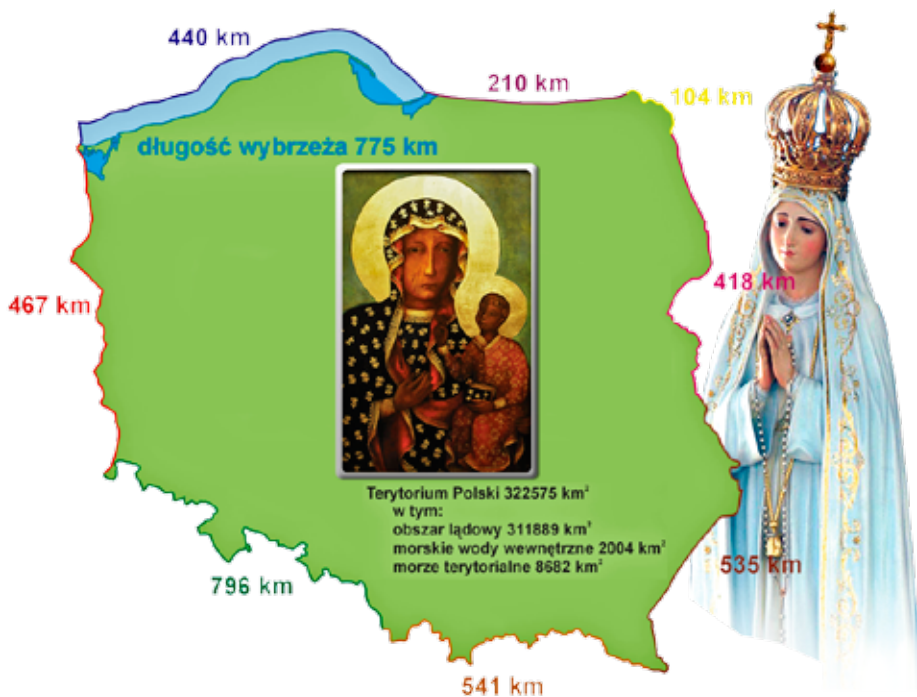 440 km
210 km
104 km
długość wybrzeża 775 km
418 km
467 km
Terytorium Polski 322575 km²
w tym:
obszar lądowy 311889 km²
morskie wody wewnętrzne 2004 km²
morze terytorialne 8682 km²
535 km
796 km
541 km